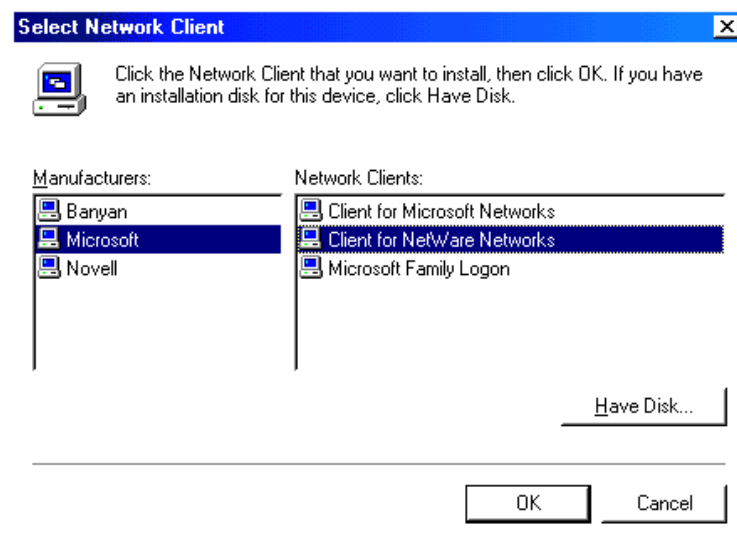 Select Network Client
Click the Network Client that you want to install, then click OK. If you have
an installation disk for this device, click Have Disk.
Manufacturers:
Banyan
Microsoft
Novell
Network Clients:
Client for Microsoft Networks
Client for NetWare Networks
Microsoft Family Logon
Have Disk...
OK
Cancel